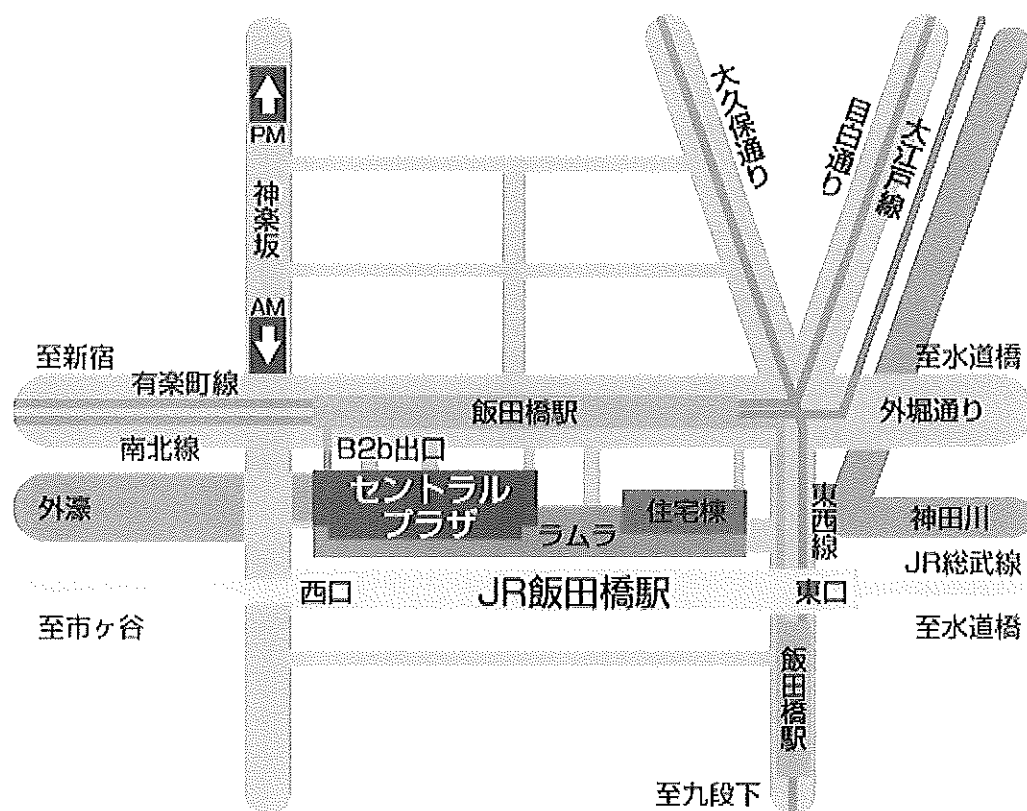 PM
神楽坂
AM
大久保通り
目白通り
大江戸線
至新宿
有楽町線
飯田橋駅
至水道橋
外堀通り
南北線
B2b出口
外濠
セントラル
プラザ
ラムラ
住宅棟
東西線
神田川
JR総武線
西口
JR飯田橋駅
東口
至市ヶ谷
至水道橋
飯田橋駅
至九段下